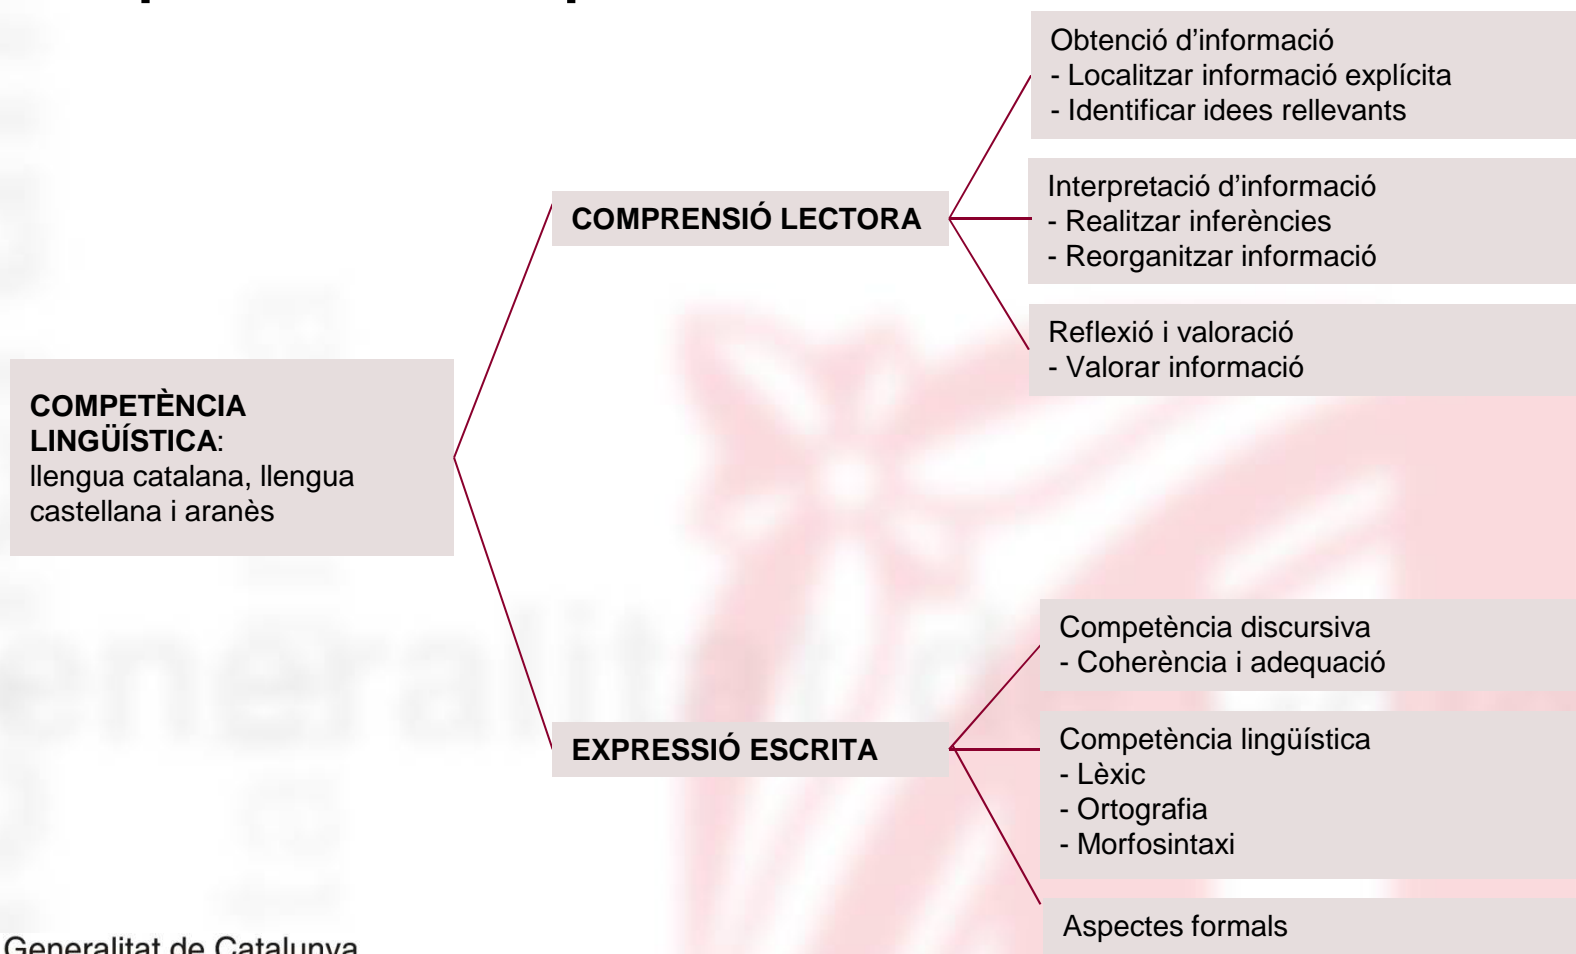 Obtenció d’informació
- Localitzar informació explícita
- Identificar idees rellevants
Interpretació d’informació
- Realitzar inferències
- Reorganitzar informació
COMPRENSIÓ LECTORA
Reflexió i valoració
- Valorar informació
COMPETÈNCIA
LINGÜÍSTICA:
llengua catalana, llengua
castellana i aranès
Competència discursiva
- Coherència i adequació
EXPRESSIÓ ESCRITA
Competència lingüística
- Lèxic
- Ortografia
- Morfosintaxi
Aspectes formals
Generalitat de Catalunya